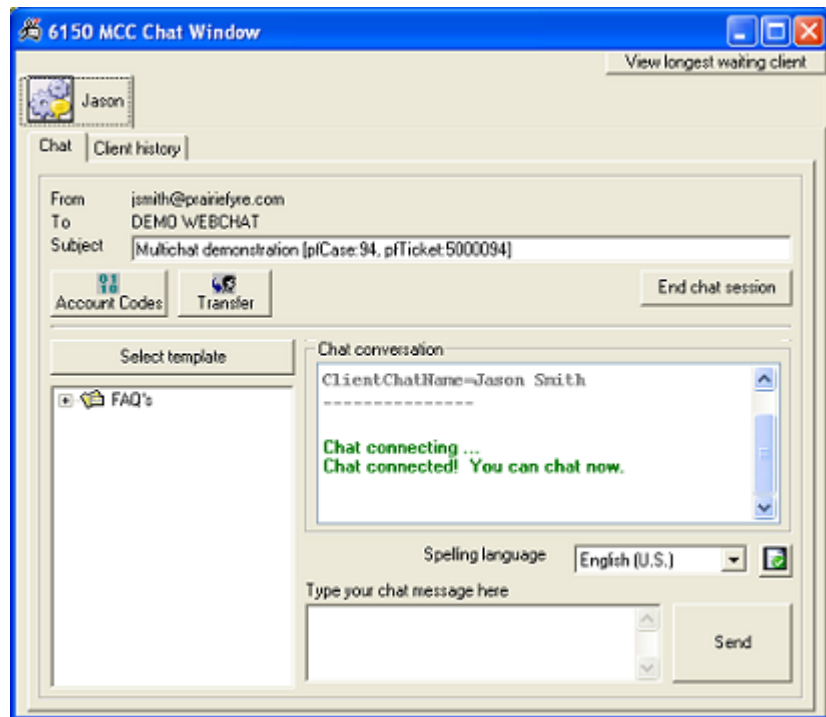 6150 MCC Chat Window
View longest waiting client
Jason
Chat Client history
From jsmith@prairiefyre.com
To DEMO WEBCHAT
Subject Multichat demonstration [pfCase:94, pfTicket:5000094]
Account Codes Transfer End chat session
Select template
FAQ's
Chat conversation
ClientChatName=Jason Smith
---------------
Chat connecting ...
Chat connected! You can chat now.
Spelling language English (U.S.)
Type your chat message here
Send